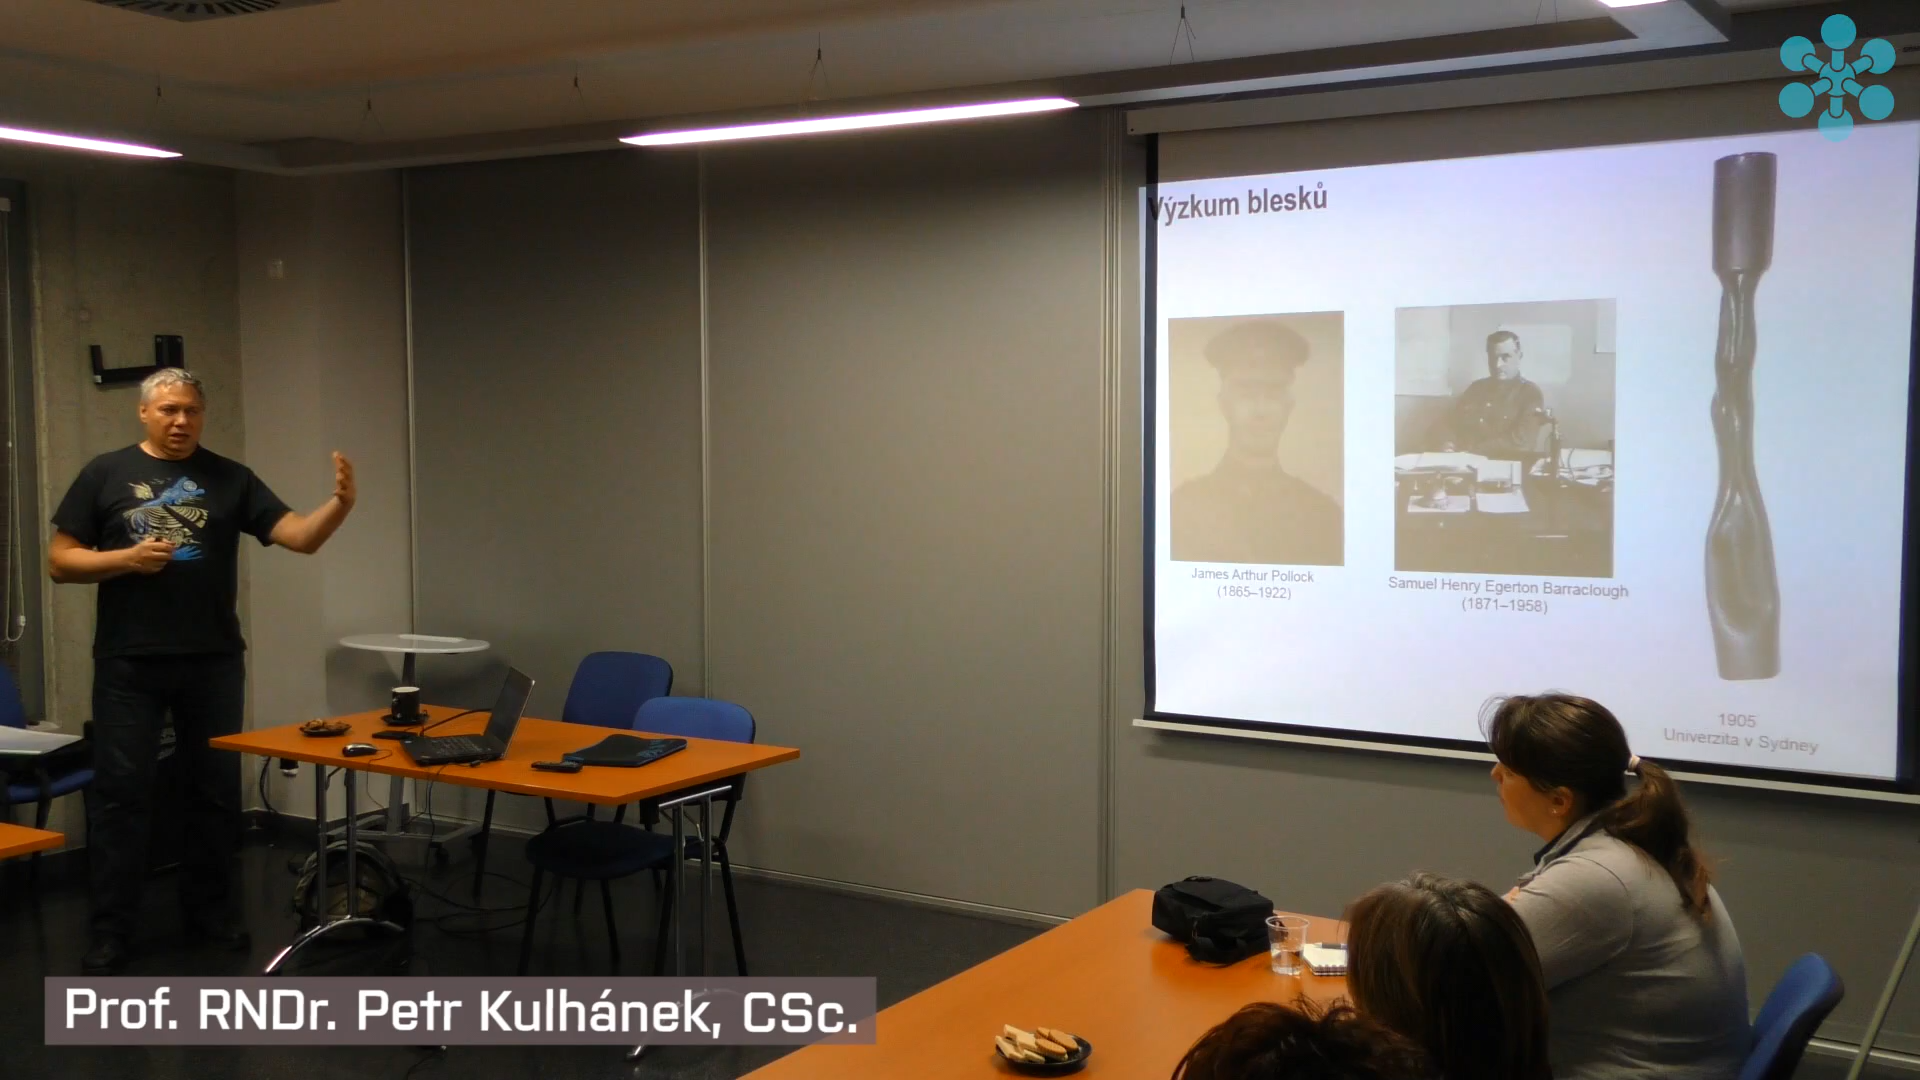 Výzkum blesků
James Arthur Pollock
(1865–1922)
Samuel Henry Egerton Barraclough
(1871–1958)
1905
Univerzita v Sydney
Prof. RNDr. Petr Kulhánek, CSc.